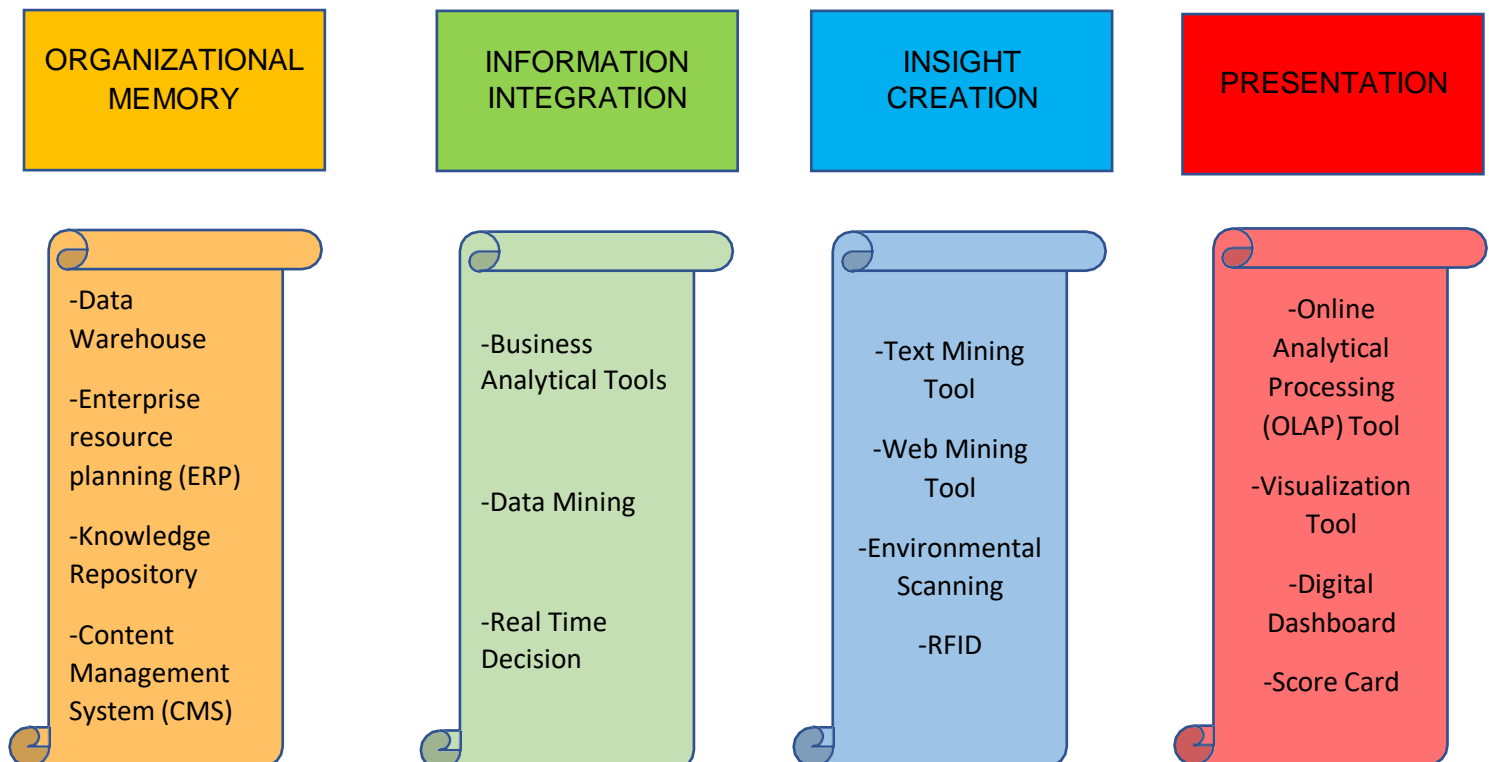 ORGANIZATIONAL
MEMORY
INFORMATION
INTEGRATION
INSIGHT
CREATION
PRESENTATION
-Data
Warehouse
-Enterprise
resource
planning (ERP)
-Knowledge
Repository
-Content
Management
System (CMS)
-Business
Analytical Tools
-Data Mining
-Real Time
Decision
-Text Mining
Tool
-Web Mining
Tool
-Environmental
Scanning
-RFID
-Online
Analytical
Processing
(OLAP) Tool
-Visualization
Tool
-Digital
Dashboard
-Score Card